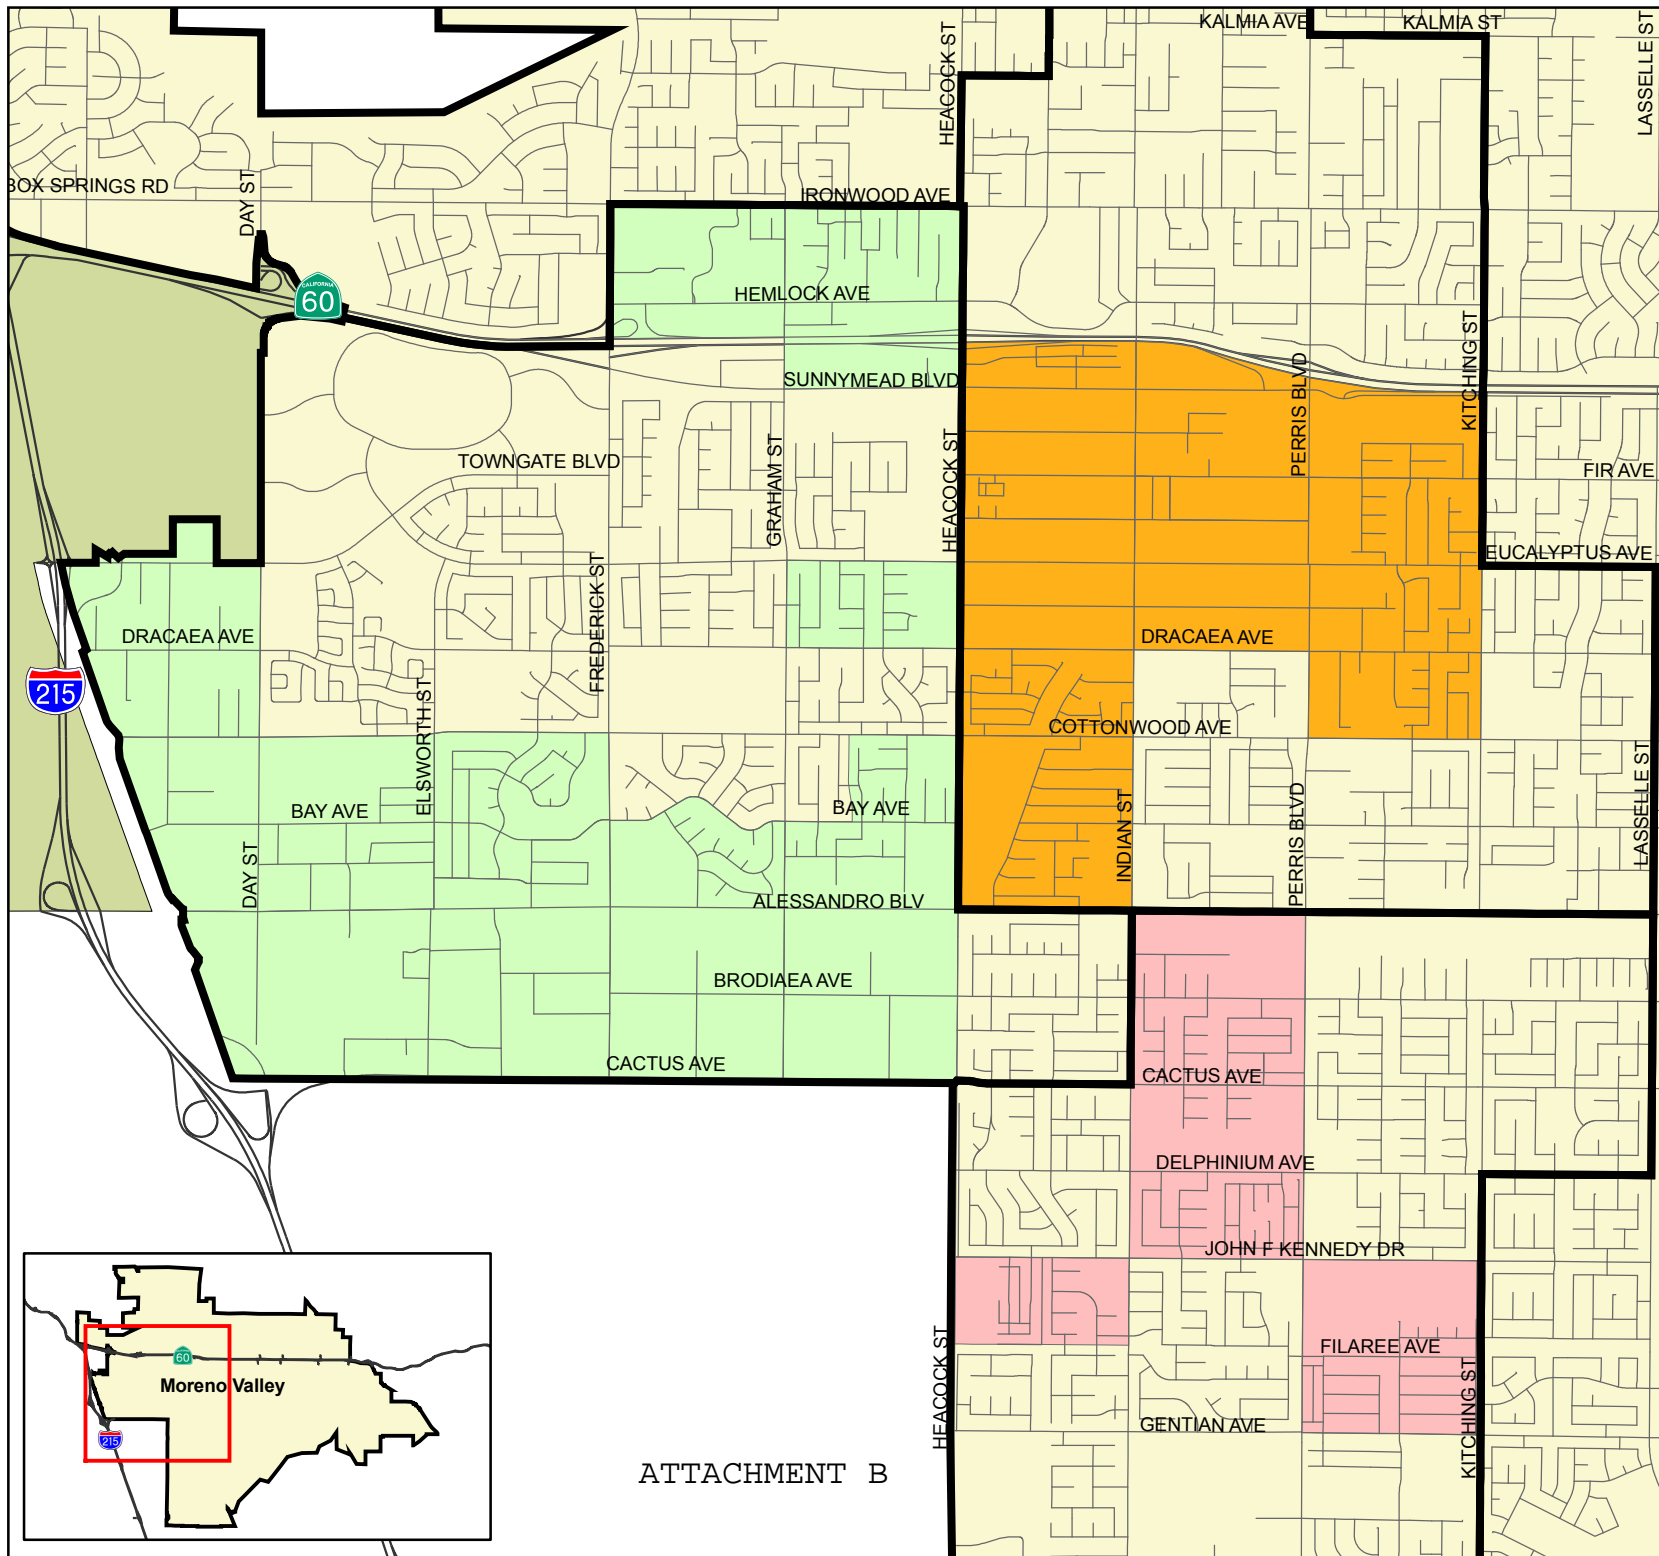 KALMIA AVE
KALMIA ST
HEACOCK ST
LASSELLE ST
BOX SPRINGS RD
DAY ST
IRONWOOD AVE
CALIFORNIA
60
HEMLOCK AVE
SUNNYMEAD BLVD
PERRIS BLVD
KITCHING ST
TOWNGATE BLVD
GRAHAM ST
HEACOCK ST
FIR AVE
EUCALYPTUS AVE
FREDERICK ST
DRACAEA AVE
DRACAEA AVE
215
ELSWORTH ST
COTTONWOOD AVE
BAY AVE
BAY AVE
INDIAN ST
PERRIS BLVD
LASSELLE ST
DAY ST
ALESSANDRO BLV
BRODIAEA AVE
CACTUS AVE
CACTUS AVE
DELPHINIUM AVE
JOHN F KENNEDY DR
HEACOCK ST
FILAREE AVE
KITCHING ST
GENTIAN AVE
60
Moreno Valley
215
ATTACHMENT B